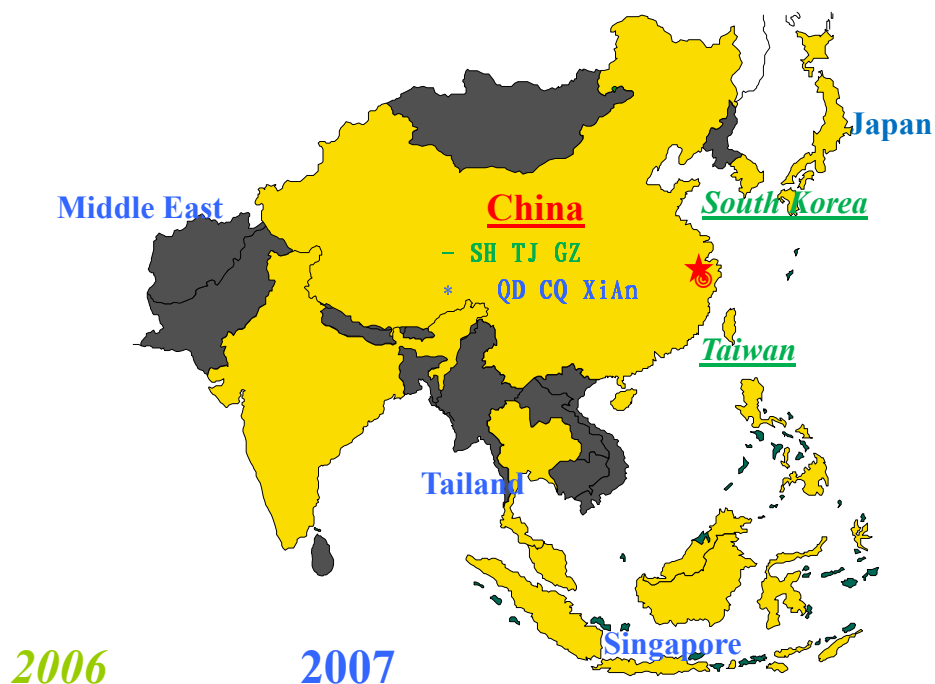 Japan
Middle East
China
South Korea
- SH TJ GZ
* QD CQ XiAn
Taiwan
Tailand
Singapore
2006
2007